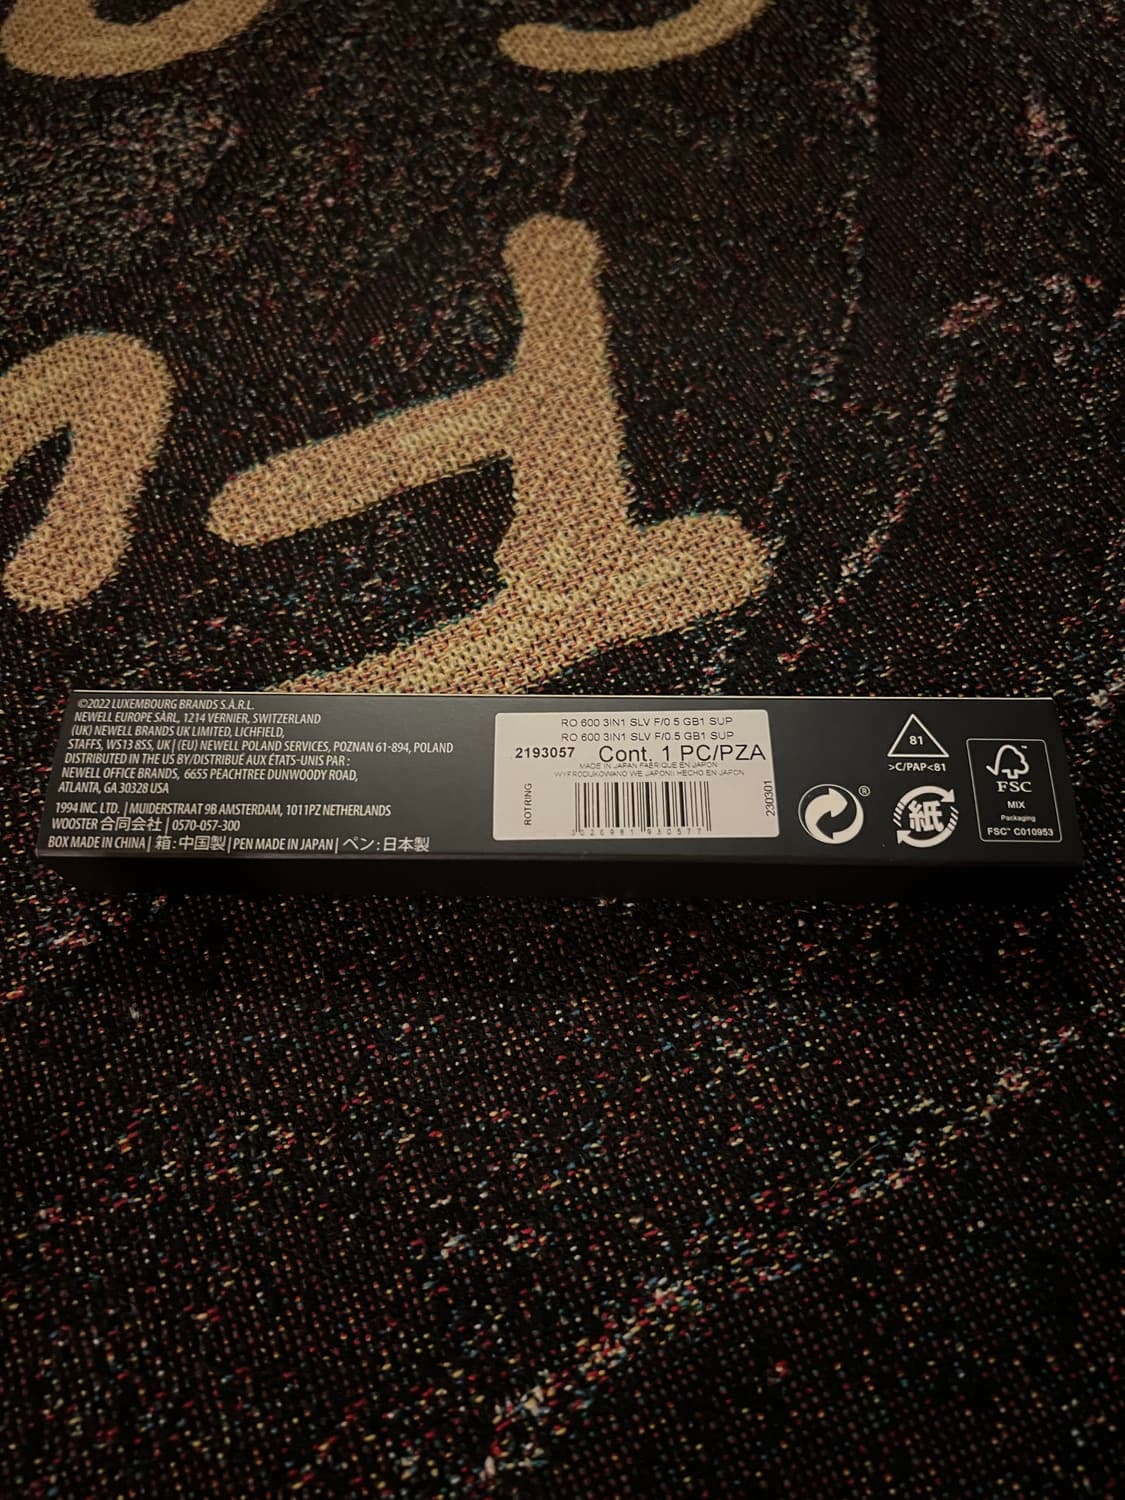 ©2022 LUXEMBOURG BRANDS S.À.R.L.
NEWELL EUROPE SÀRL, 1214 VERNIER, SWITZERLAND
(UK) NEWELL BRANDS UK LIMITED, LICHFIELD,
STAFFS, WS13 8SS, UK | (EU) NEWELL POLAND SERVICES, POZNAN 61-894, POLAND
DISTRIBUTED IN THE US BY/DISTRIBUÉ AUX ÉTATS-UNIS PAR :
NEWELL OFFICE BRANDS, 6655 PEACHTREE DUNWOODY ROAD,
ATLANTA, GA 30328 USA
1994 INC. LTD. | MUIDERSTRAAT 9B AMSTERDAM, 1011PZ NETHERLANDS
WOOSTER 合同会社 | 0570-057-300
BOX MADE IN CHINA | 箱 : 中国製 | PEN MADE IN JAPAN | ペン : 日本製
RO 600 3IN1 SLV F/0 5 GB1 SUP
RO 600 3IN1 SLV F/0.5 GB1 SUP
2193057 Cont. 1 PC/PZA
MADE IN JAPAN FABRIQUE EN JAPON
WYPRODUKOWANO WE JAPONII HECHO EN JAPON
ROTRING
230301
3 026981 930577
®
81
>C/PAP<81
紙
FSC
MIX
Packaging
FSC™ C010953